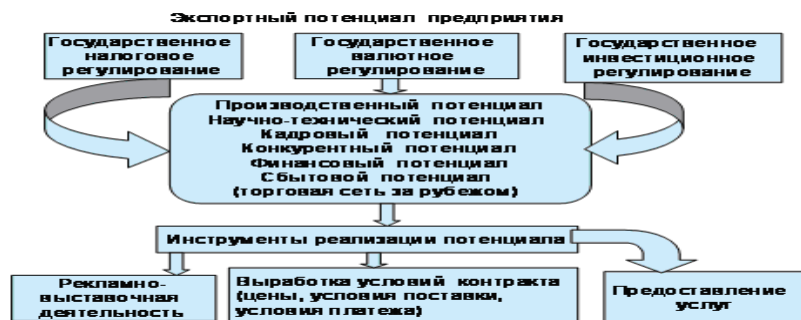 Экспортный потенциал предприятия
Государственное
налоговое
регулирование
Государственное
валютное
регулирование
Государственное
инвестиционное
регулирование
Производственный потенциал
Научно-технический потенциал
Кадровый потенциал
Конкурентный потенциал
Финансовый потенциал
Сбытовой потенциал
(торговая сеть за рубежом)
Инструменты реализации потенциала
Рекламно-
выставочная
деятельность
Выработка условий контракта
(цены, условия поставки,
условия платежа)
Предоставление
услуг